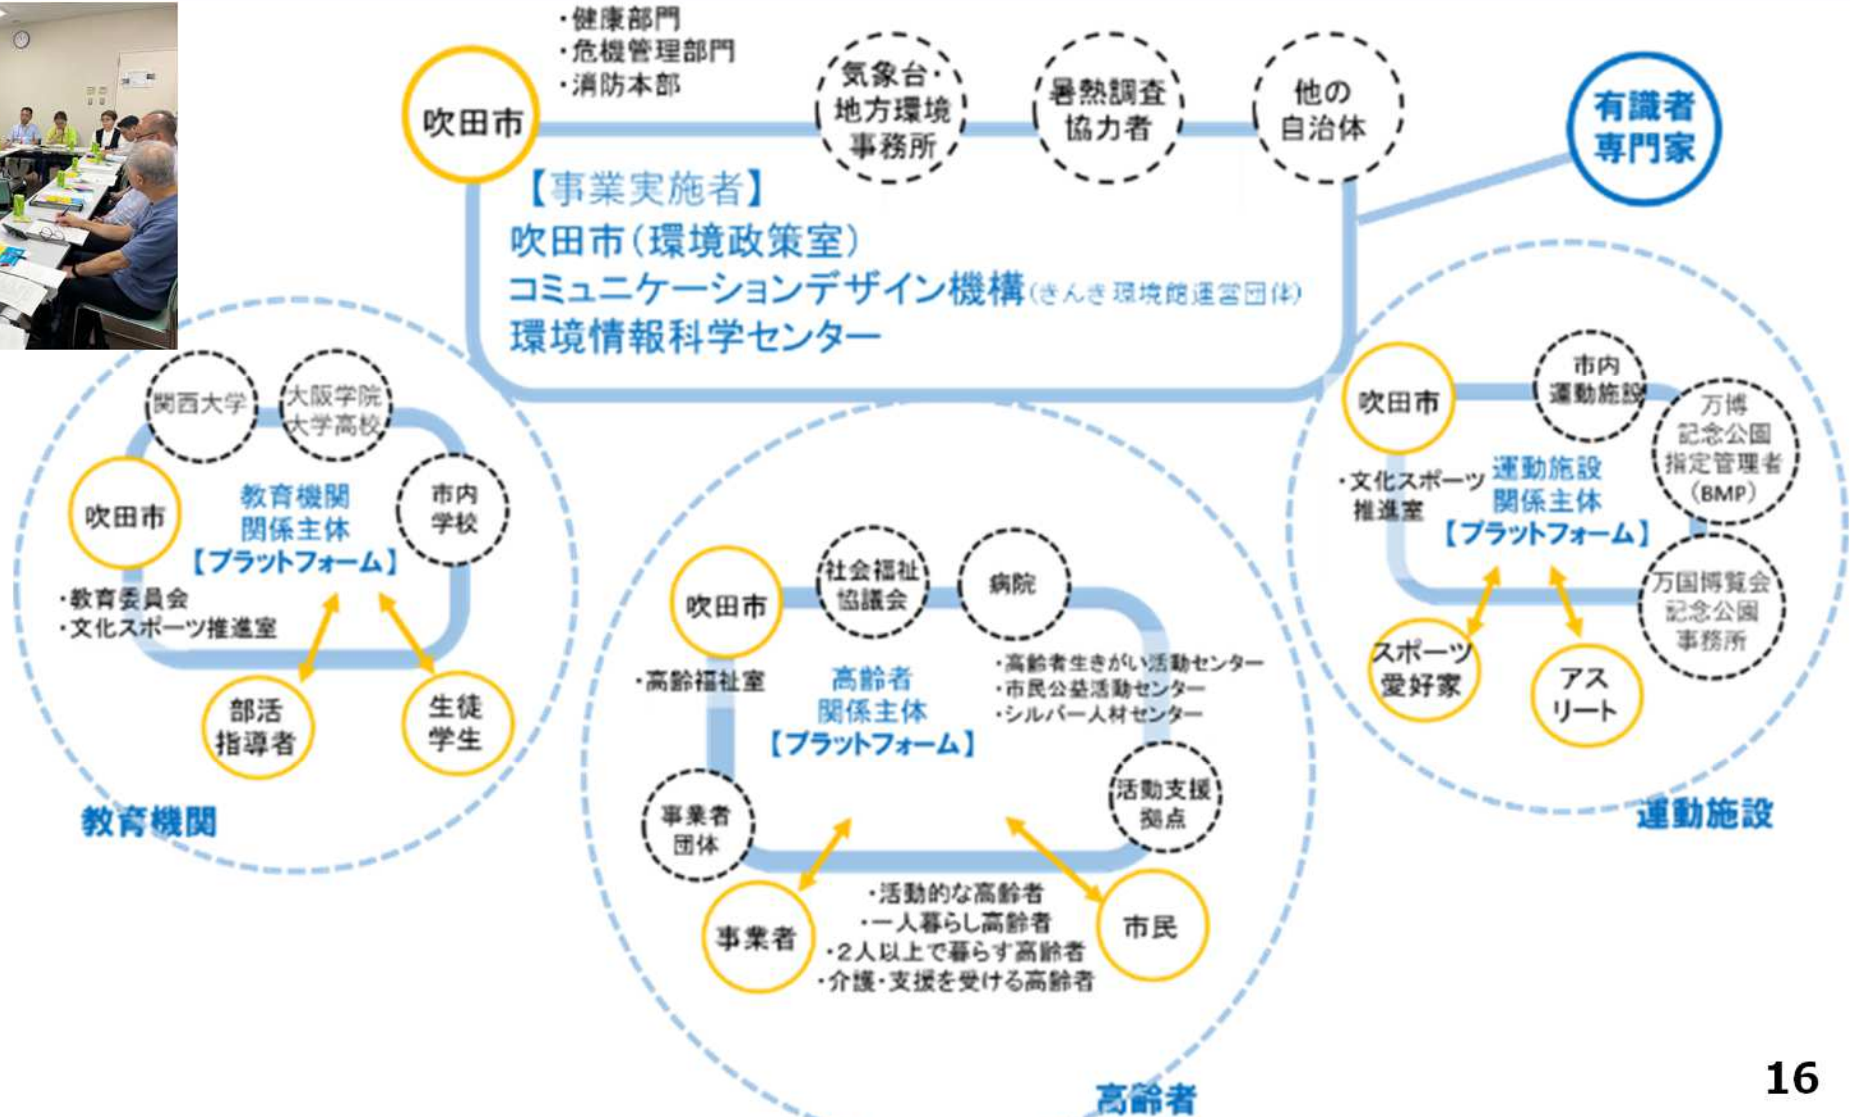 ・健康部門
・危機管理部門
・消防本部
吹田市
気象台・
地方環境
事務所
暑熱調査
協力者
他の
自治体
有識者
専門家
【事業実施者】
吹田市（環境政策室）
コミュニケーションデザイン機構（きんき環境館運営団体）
環境情報科学センター
関西大学
大阪学院
大学高校
市内
学校
吹田市
教育機関
関係主体
【プラットフォーム】
・教育委員会
・文化スポーツ推進室
部活
指導者
生徒
学生
教育機関
吹田市
社会福祉
協議会
病院
・高齢福祉室
高齢者
関係主体
【プラットフォーム】
・高齢者生きがい活動センター
・市民公益活動センター
・シルバー人材センター
事業者
団体
活動支援
拠点
事業者
・活動的な高齢者
・一人暮らし高齢者
・2人以上で暮らす高齢者
・介護・支援を受ける高齢者
市民
高齢者
吹田市
市内
運動施設
万博
記念公園
指定管理者
（BMP）
・文化スポーツ
推進室
運動施設
関係主体
【プラットフォーム】
万国博覧会
記念公園
事務所
スポーツ
愛好家
アス
リート
運動施設
16